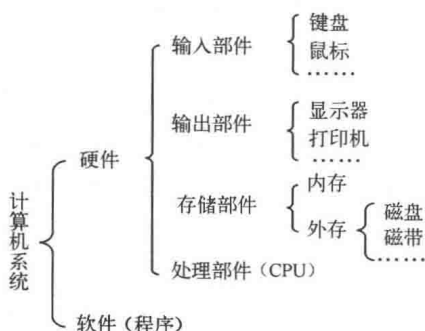 计算机系统
硬件
输入部件
键盘
鼠标
……
输出部件
显示器
打印机
……
存储部件
内存
外存
磁盘
磁带
……
处理部件（CPU）
软件（程序）